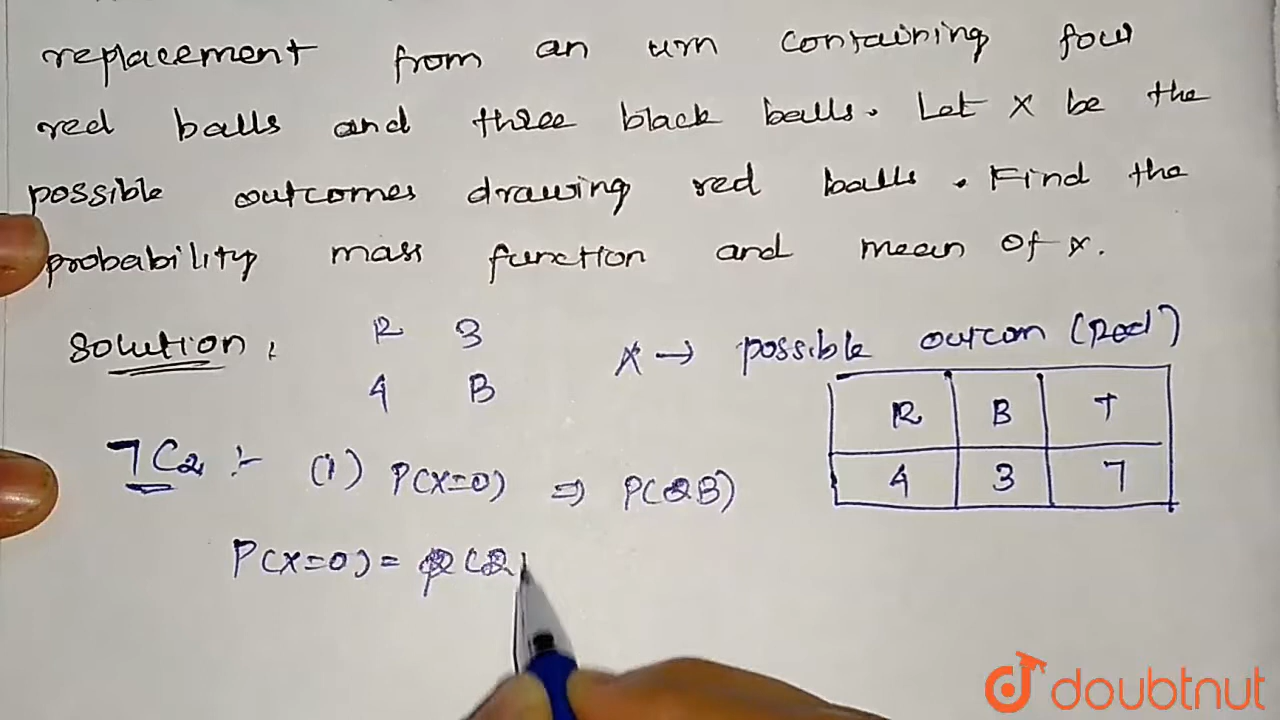 replacement from an urn containing four
red balls and three black balls. Let X be the
possible outcomes drawing red balls. Find the
probability mass function and mean of X.
Solution: R 3 X → possible outcom (Red)
4 B
R B T
7C2 :- (1) P(X=0) ⇒ P(2B)
4 3 7
P(X=0) = P(2
doubtnut